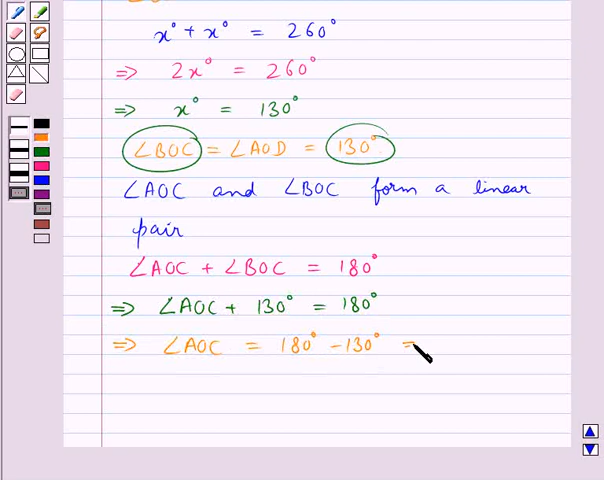 x° + x° = 260°
⇒ 2x° = 260°
⇒ x° = 130°
∠BOC = ∠AOD = 130°
∠AOC and ∠BOC form a linear
pair
∠AOC + ∠BOC = 180°
⇒ ∠AOC + 130° = 180°
⇒ ∠AOC = 180° - 130° =